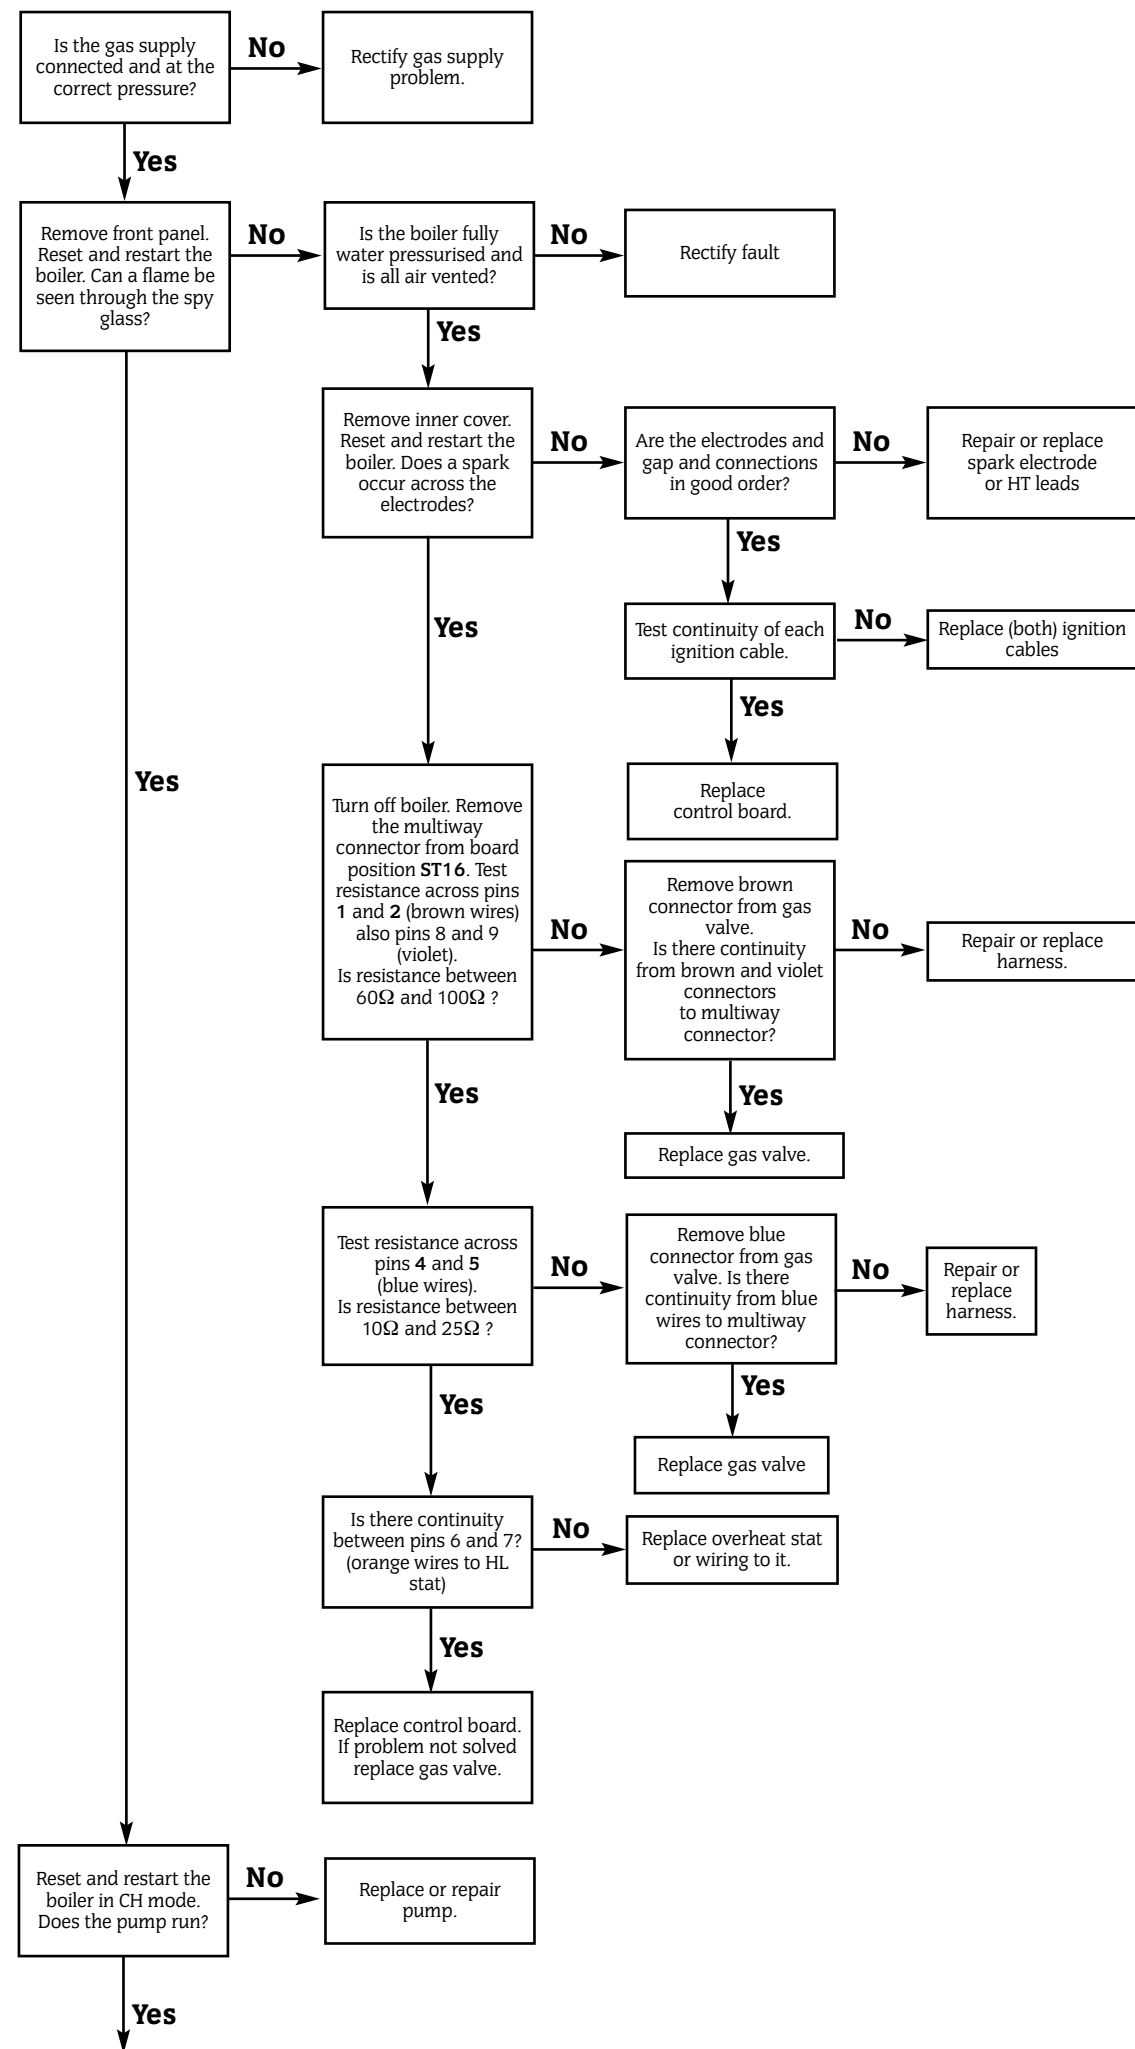 Is the gas supply
connected and at the
correct pressure?
No
Rectify gas supply
problem.
Yes
Remove front panel.
Reset and restart the
boiler. Can a flame be
seen through the spy
glass?
No
Is the boiler fully
water pressurised and
is all air vented?
No
Rectify fault
Yes
Remove inner cover.
Reset and restart the
boiler. Does a spark
occur across the
electrodes?
No
Are the electrodes and
gap and connections
in good order?
No
Repair or replace
spark electrode
or HT leads
Yes
Test continuity of each
ignition cable.
No
Replace (both) ignition
cables
Yes
Replace
control board.
Yes
Yes
Turn off boiler. Remove
the multiway
connector from board
position ST16. Test
resistance across pins
1 and 2 (brown wires)
also pins 8 and 9
(violet).
Is resistance between
60Ω and 100Ω ?
No
Remove brown
connector from gas
valve.
Is there continuity
from brown and violet
connectors
to multiway
connector?
No
Repair or replace
harness.
Yes
Replace gas valve.
Yes
Test resistance across
pins 4 and 5
(blue wires).
Is resistance between
10Ω and 25Ω ?
No
Remove blue
connector from gas
valve. Is there
continuity from blue
wires to multiway
connector?
No
Repair or
replace
harness.
Yes
Replace gas valve
Yes
Is there continuity
between pins 6 and 7?
(orange wires to HL
stat)
No
Replace overheat stat
or wiring to it.
Yes
Replace control board.
If problem not solved
replace gas valve.
Reset and restart the
boiler in CH mode.
Does the pump run?
No
Replace or repair
pump.
Yes